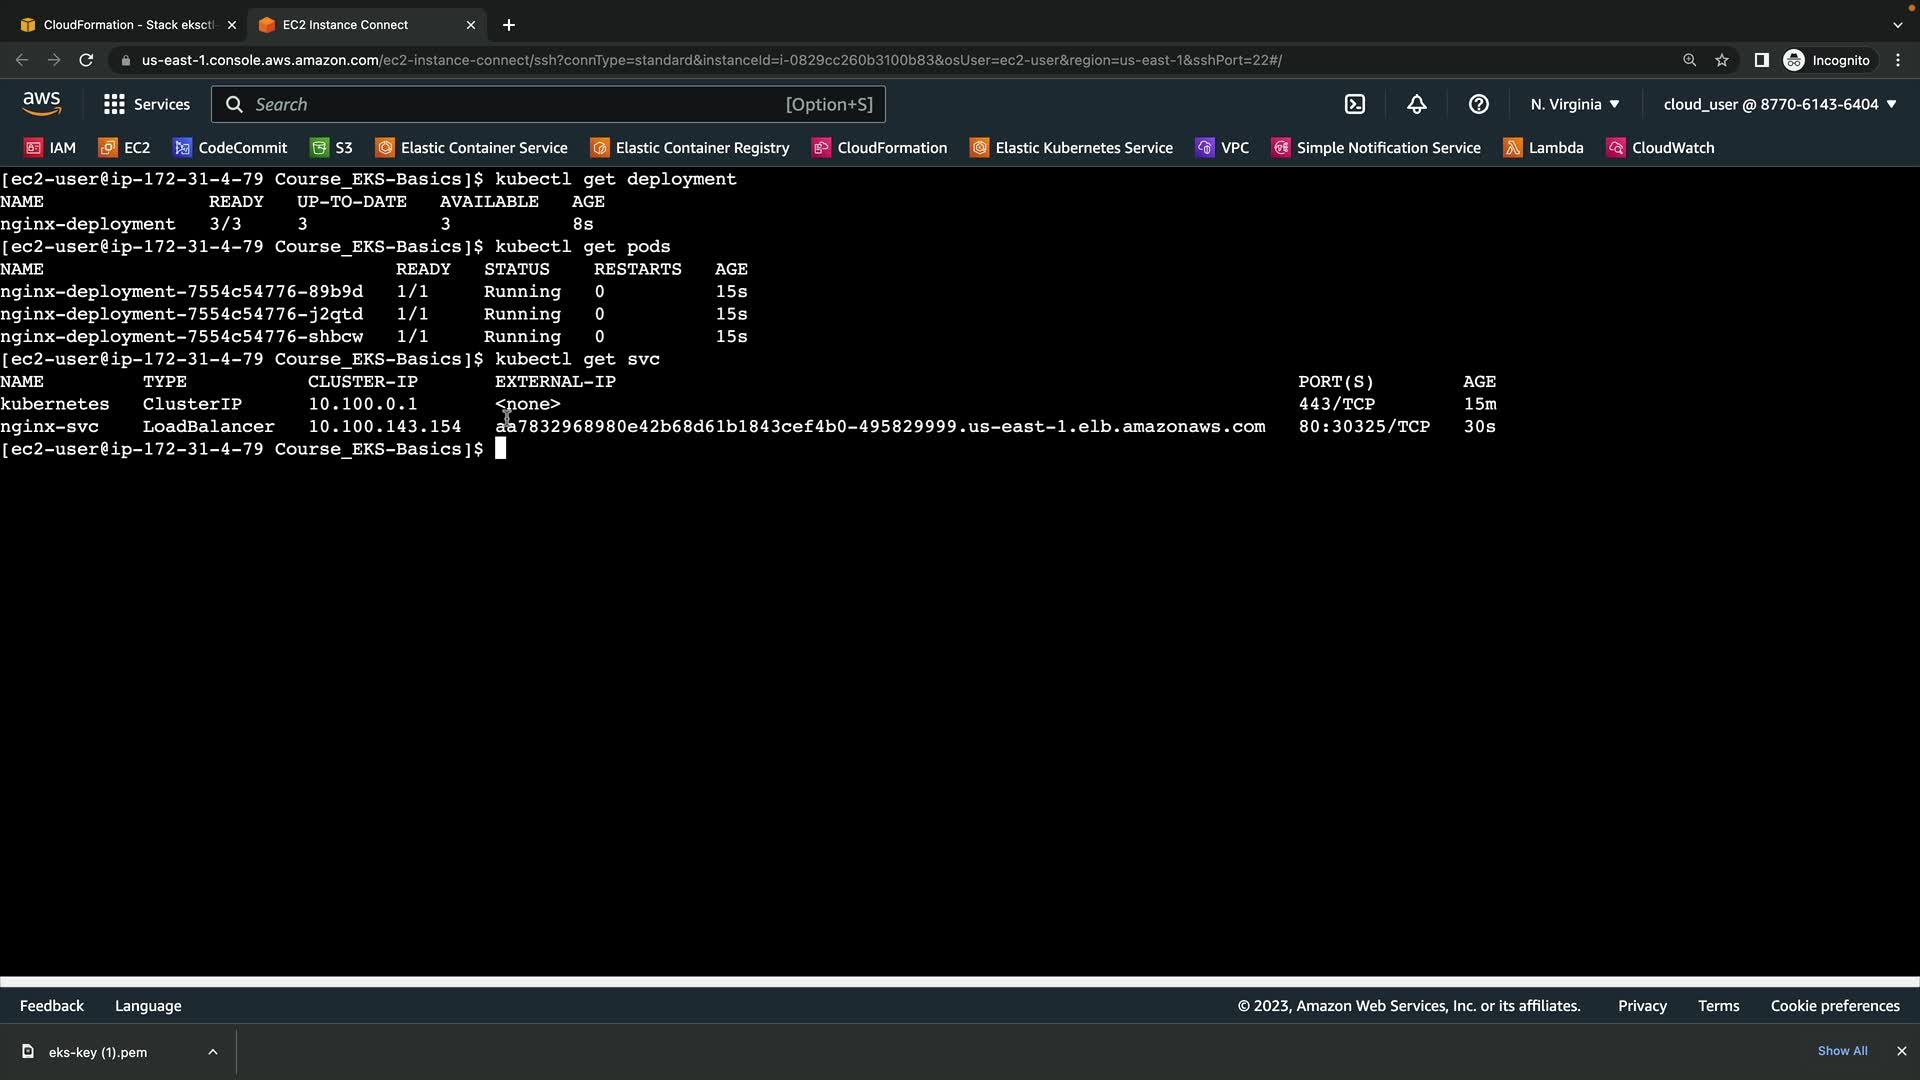 CloudFormation - Stack eksctl
EC2 Instance Connect
us-east-1.console.aws.amazon.com/ec2-instance-connect/ssh?connType=standard&instanceId=i-0829cc260b3100b83&osUser=ec2-user&region=us-east-1&sshPort=22#/
Incognito
aws
Services
Search
[Option+S]
N. Virginia
cloud_user @ 8770-6143-6404
IAM EC2 CodeCommit S3 Elastic Container Service Elastic Container Registry CloudFormation Elastic Kubernetes Service VPC Simple Notification Service Lambda CloudWatch
[ec2-user@ip-172-31-4-79 Course_EKS-Basics]$ kubectl get deployment
NAME READY UP-TO-DATE AVAILABLE AGE
nginx-deployment 3/3 3 3 8s
[ec2-user@ip-172-31-4-79 Course_EKS-Basics]$ kubectl get pods
NAME READY STATUS RESTARTS AGE
nginx-deployment-7554c54776-89b9d 1/1 Running 0 15s
nginx-deployment-7554c54776-j2qtd 1/1 Running 0 15s
nginx-deployment-7554c54776-shbcw 1/1 Running 0 15s
[ec2-user@ip-172-31-4-79 Course_EKS-Basics]$ kubectl get svc
NAME TYPE CLUSTER-IP EXTERNAL-IP PORT(S) AGE
kubernetes ClusterIP 10.100.0.1 <none> 443/TCP 15m
nginx-svc LoadBalancer 10.100.143.154 aa7832968980e42b68d61b1843cef4b0-495829999.us-east-1.elb.amazonaws.com 80:30325/TCP 30s
[ec2-user@ip-172-31-4-79 Course_EKS-Basics]$
Feedback Language © 2023, Amazon Web Services, Inc. or its affiliates. Privacy Terms Cookie preferences
eks-key (1).pem
Show All